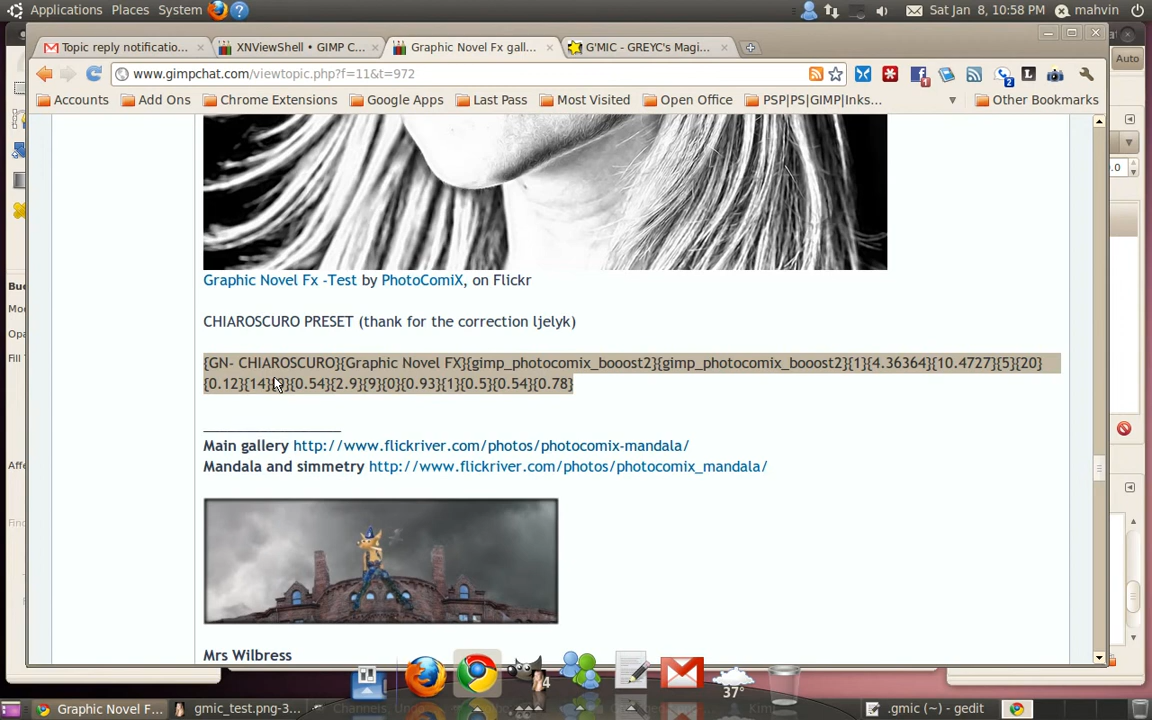 Applications Places System Sat Jan 8, 10:58 PM mahvin
Topic reply notificatio... XNViewShell • GIMP C... Graphic Novel Fx gall... G'MIC - GREYC's Magi... Auto
www.gimpchat.com/viewtopic.php?f=11&t=972
Accounts Add Ons Chrome Extensions Google Apps Last Pass Most Visited Open Office PSP|PS|GIMP|Inks... Other Bookmarks
Graphic Novel Fx -Test by PhotoComiX, on Flickr
CHIAROSCURO PRESET (thank for the correction ljelyk)
{GN- CHIAROSCURO}{Graphic Novel FX}{gimp_photocomix_booost2}{gimp_photocomix_booost2}{1}{4.36364}{10.4727}{5}{20}
{0.12}{14}{0.54}{2.9}{9}{0}{0.93}{1}{0.5}{0.54}{0.78}
Main gallery http://www.flickriver.com/photos/photocomix-mandala/
Mandala and simmetry http://www.flickriver.com/photos/photocomix_mandala/
Mrs Wilbress
4
37°
Graphic Novel F... gmic_test.png-3... .gmic (~) - gedit